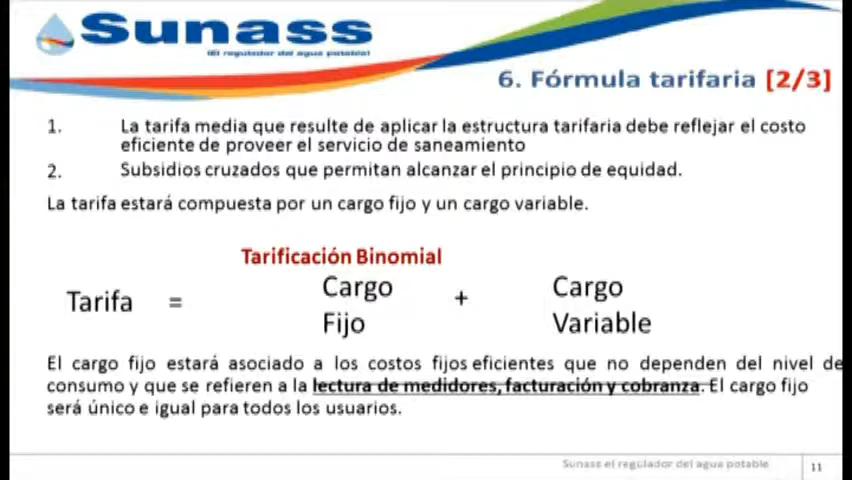 Sunass
(El regulador del agua potable)
6. Fórmula tarifaria [2/3]
1. La tarifa media que resulte de aplicar la estructura tarifaria debe reflejar el costo
eficiente de proveer el servicio de saneamiento
2. Subsidios cruzados que permitan alcanzar el principio de equidad.
La tarifa estará compuesta por un cargo fijo y un cargo variable.
Tarificación Binomial
Tarifa = Cargo Fijo + Cargo Variable
El cargo fijo estará asociado a los costos fijos eficientes que no dependen del nivel de
consumo y que se refieren a la lectura de medidores, facturación y cobranza. El cargo fijo
será único e igual para todos los usuarios.
Sunass el regulador del agua potable 11